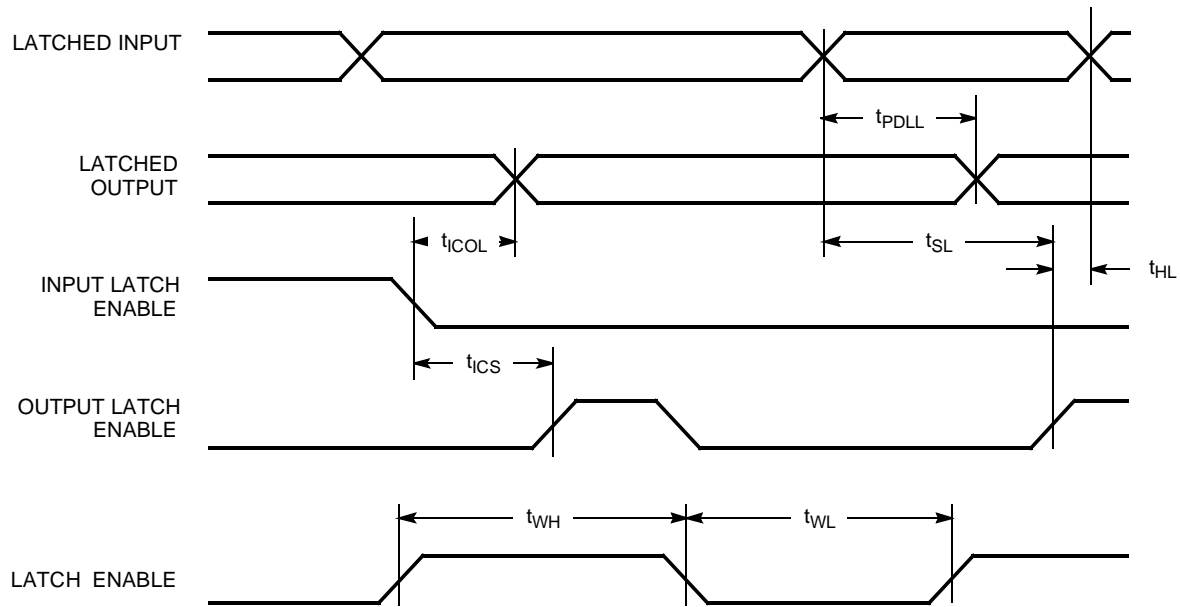 LATCHED INPUT
tPDLL
LATCHED
OUTPUT
tICOL
tSL
tHL
INPUT LATCH
ENABLE
tICS
OUTPUT LATCH
ENABLE
tWH
tWL
LATCH ENABLE